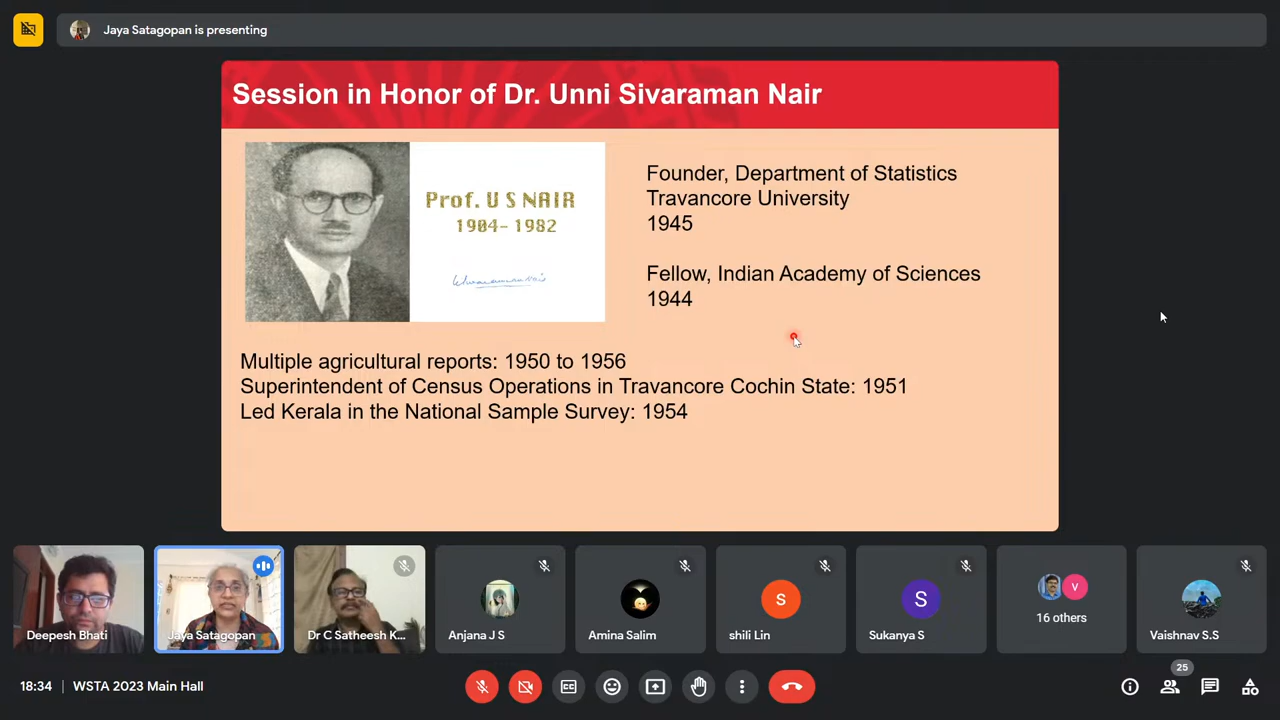 Jaya Satagopan is presenting
Session in Honor of Dr. Unni Sivaraman Nair
Prof. U S NAIR
1904- 1982
Founder, Department of Statistics
Travancore University
1945
Fellow, Indian Academy of Sciences
1944
Multiple agricultural reports: 1950 to 1956
Superintendent of Census Operations in Travancore Cochin State: 1951
Led Kerala in the National Sample Survey: 1954
Deepesh Bhati
Jaya Satagopan
Dr C Satheesh K...
Anjana J S
Amina Salim
S
shili Lin
S
Sukanya S
V
16 others
Vaishnav S.S
18:34 | WSTA 2023 Main Hall
CC
25